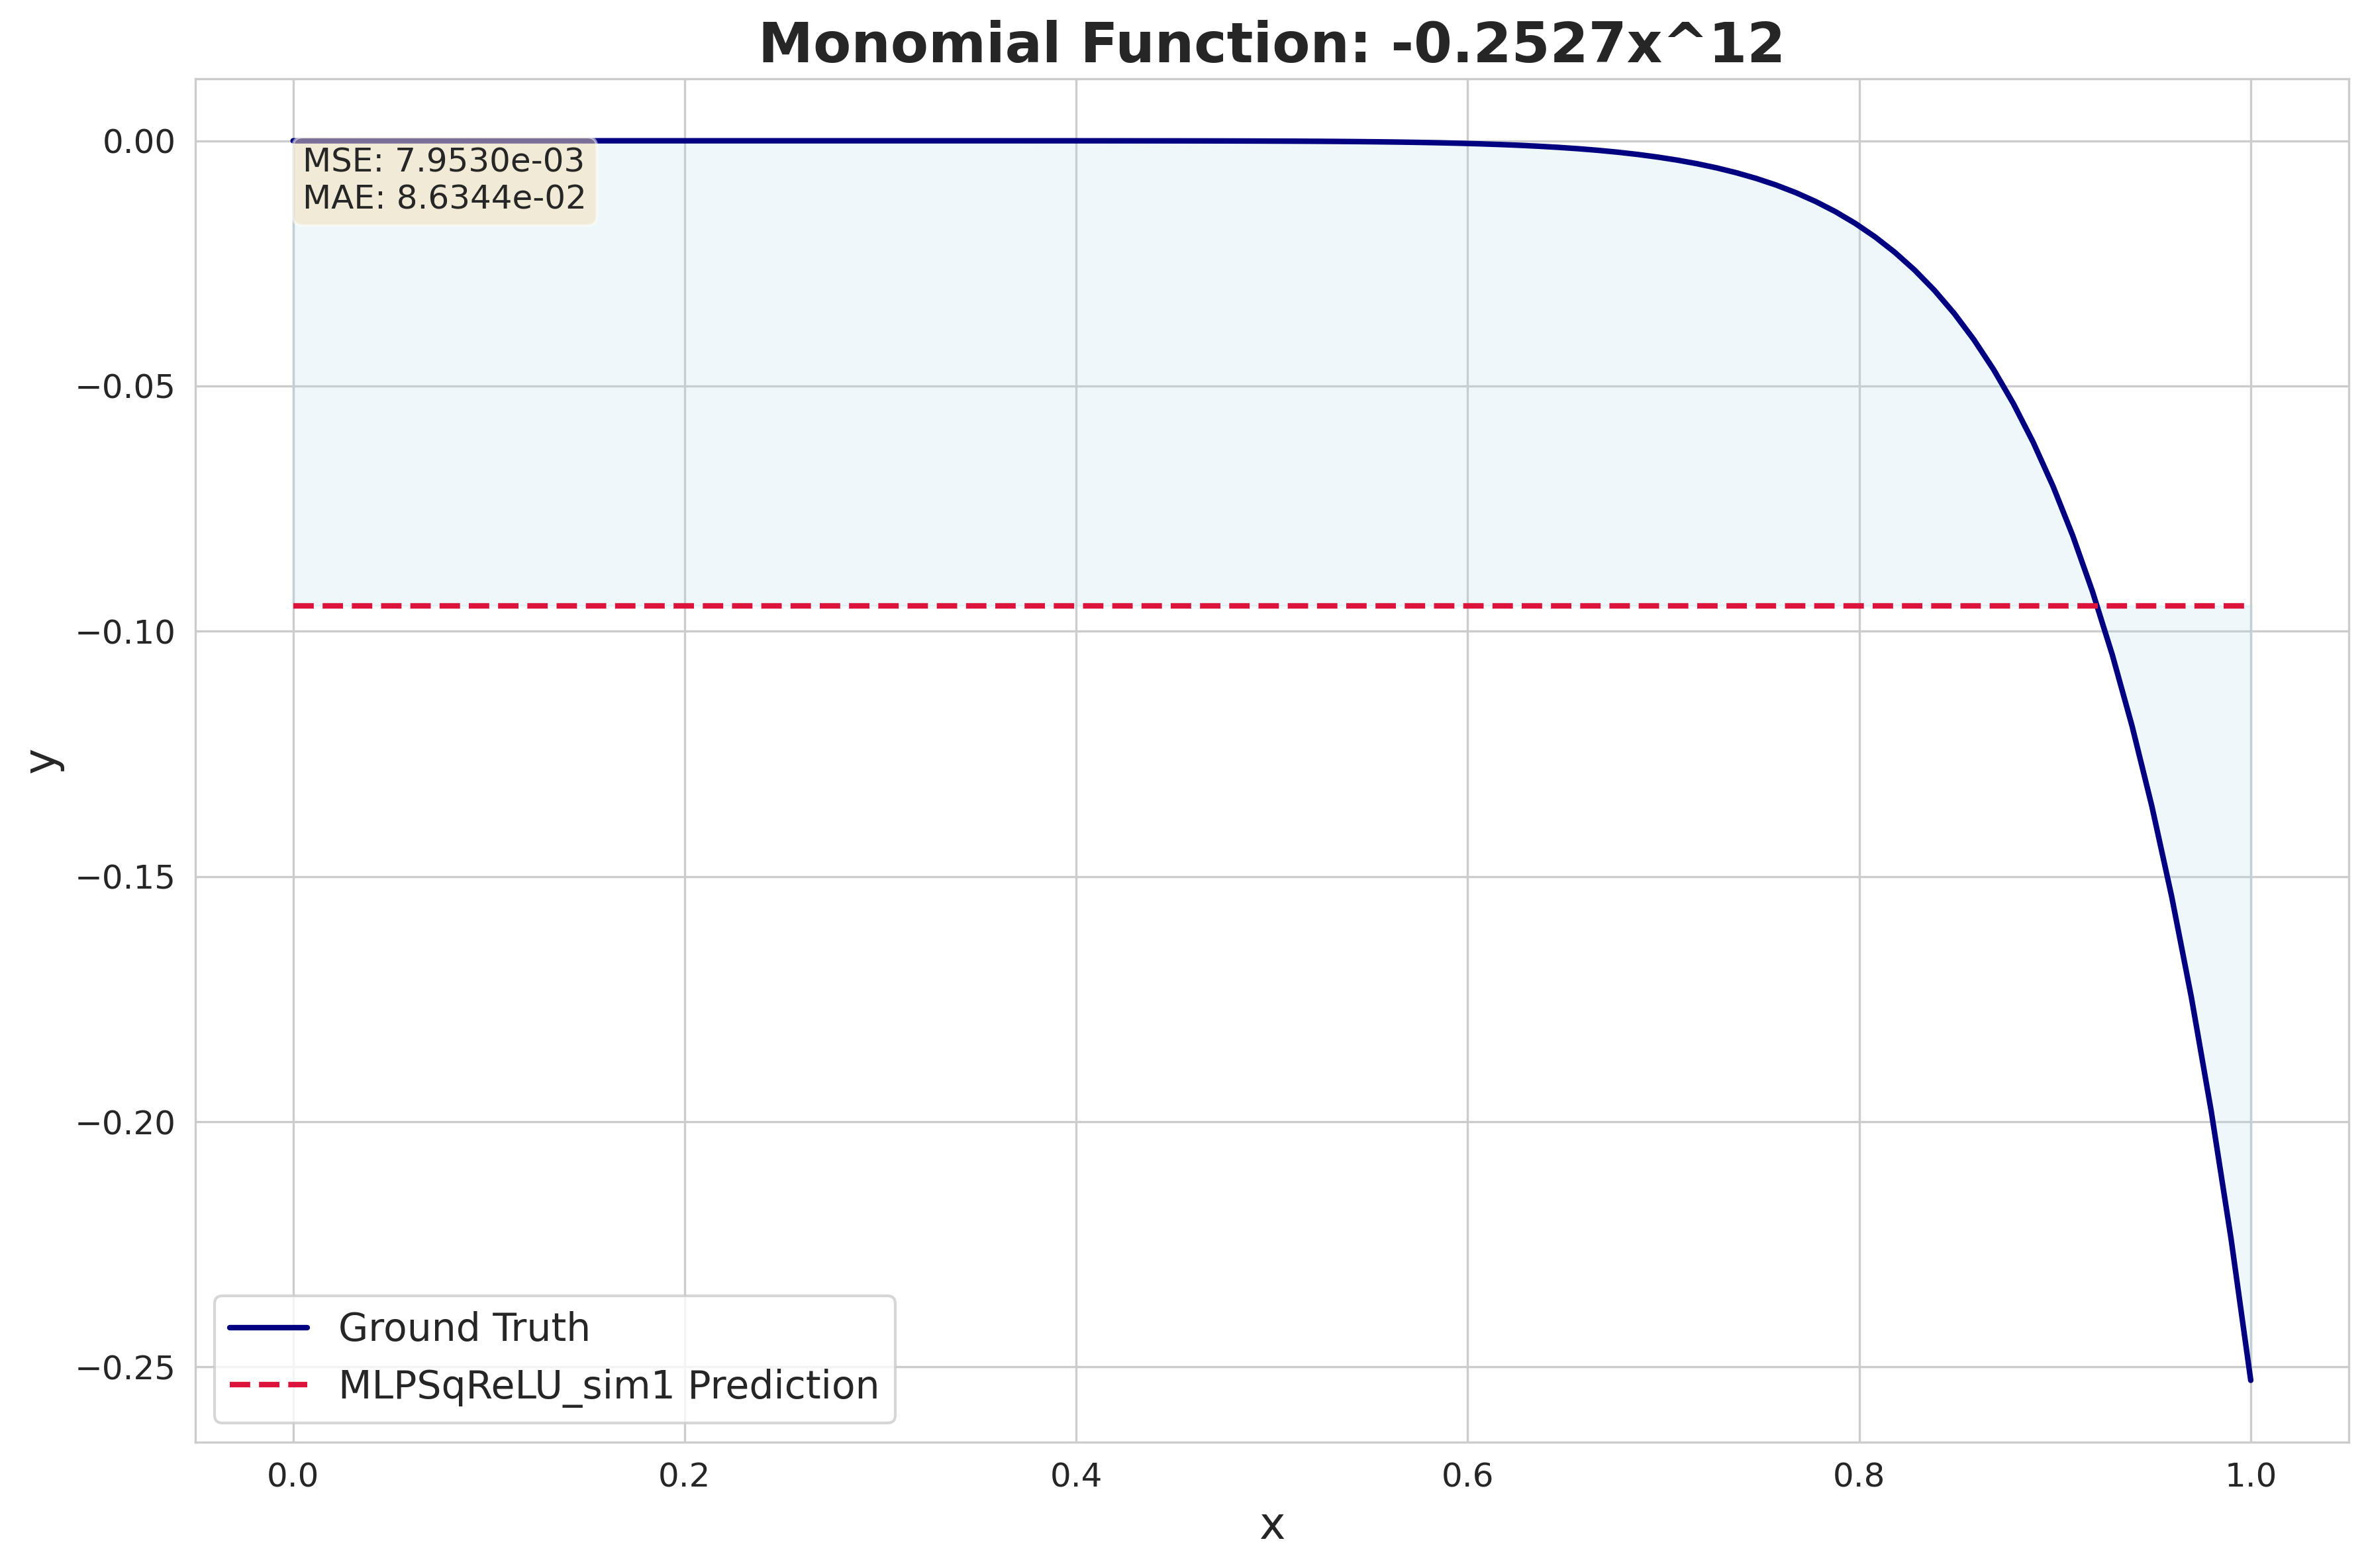 Monomial Function: -0.2527x^12
0.00
−0.05
−0.10
−0.15
−0.20
−0.25
y
MSE: 7.9530e-03
MAE: 8.6344e-02
Ground Truth
MLPSqReLU_sim1 Prediction
0.0 0.2 0.4 0.6 0.8 1.0
x